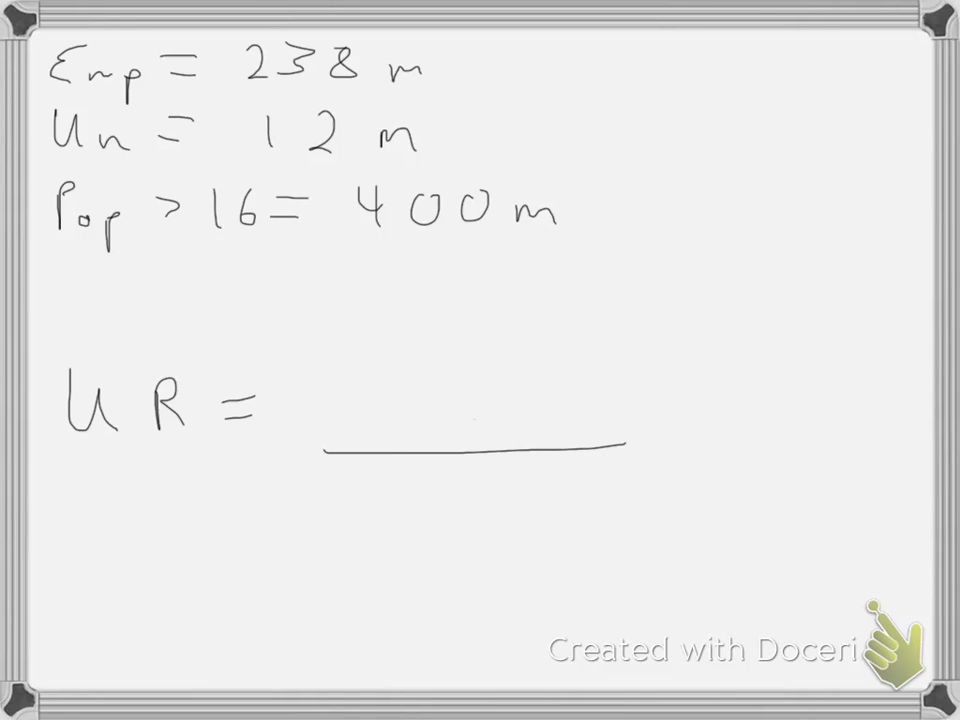 Emp = 238 m
Un = 12 m
Pop > 16 = 400 m
UR =
Created with Doceri